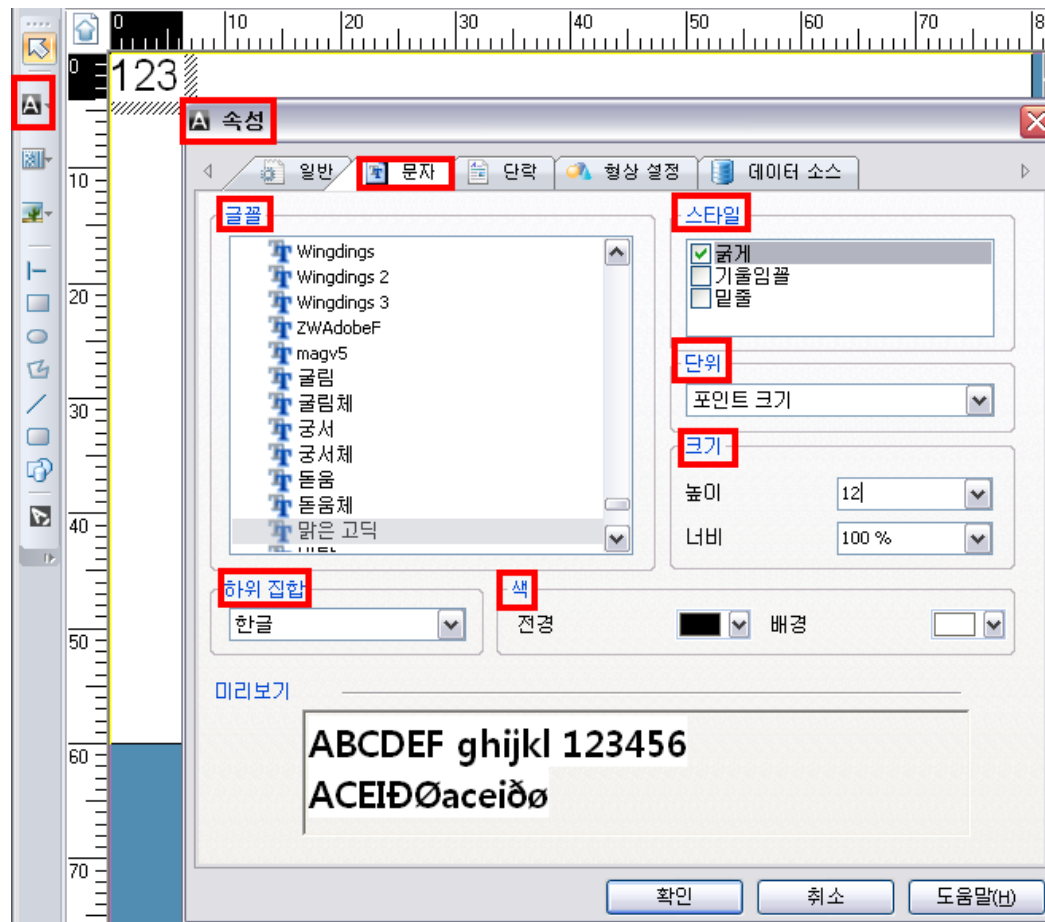 0 10 20 30 40 50 60 70 8
0
123
A
A 속성
10
일반 문자 단락 형상 설정 데이터 소스
글꼴
스타일
Wingdings
굵게
Wingdings 2
기울임꼴
20
Wingdings 3
밑줄
ZWAdobeF
magv5
단위
굴림
포인트 크기
30
굴림체
궁서
크기
궁서체
돋움
높이 12
돋움체
40
맑은 고딕
너비 100 %
하위 집합
색
한글
전경 배경
50
미리보기
ABCDEF ghijkl 123456
60
ACEIÐØaceiðø
70
확인 취소 도움말(H)